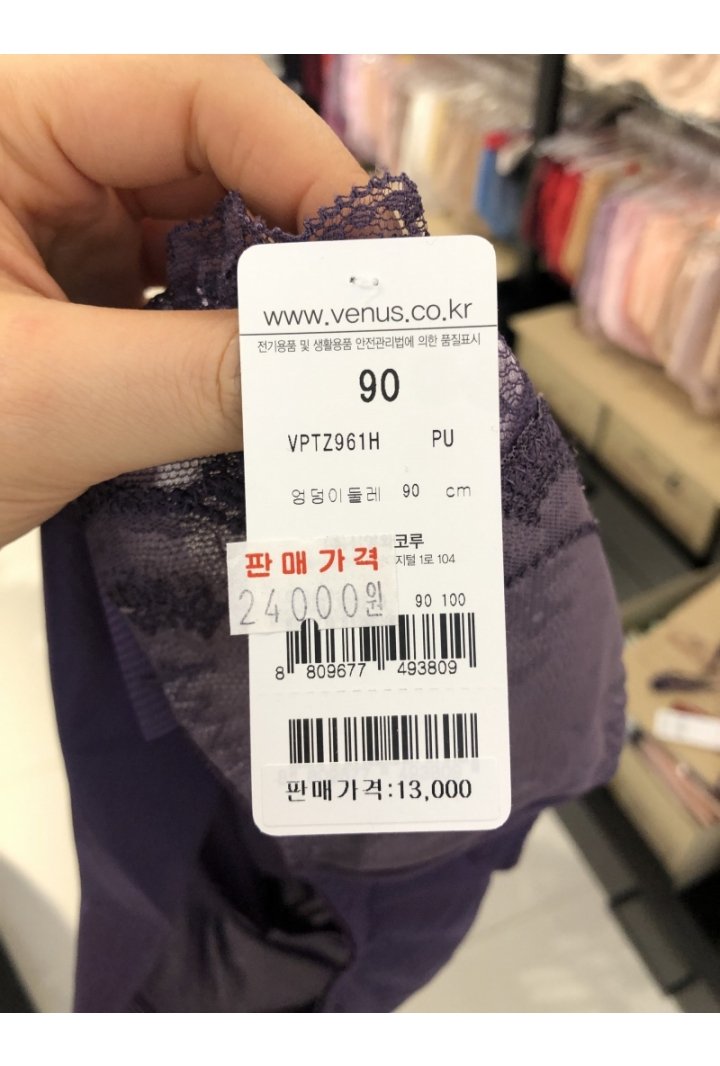 www.venus.co.kr
전기용품 및 생활용품 안전관리법에 의한 품질표시
90
VPTZ961H PU
엉덩이둘레 90 cm
코루
지털 1로 104
판매가격
24000원
90 100
8 809677 493809
판매가격:13,000